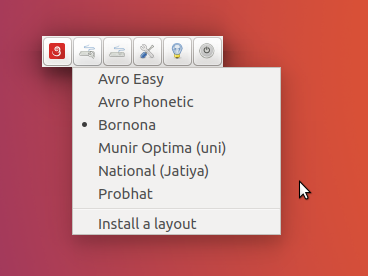 Avro Easy
Avro Phonetic
Bornona
Munir Optima (uni)
National (Jatiya)
Probhat
Install a layout